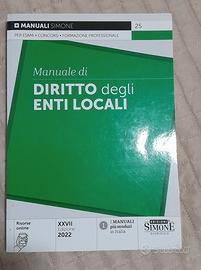 MANUALI SIMONE
25
PER ESAMI • CONCORSI • FORMAZIONE PROFESSIONALE
Manuale di
DIRITTO degli
ENTI LOCALI
Risorse
online
XXVII
Edizione
2022
I MANUALI
più venduti
in Italia
EDIZIONI
SIMONE
subito